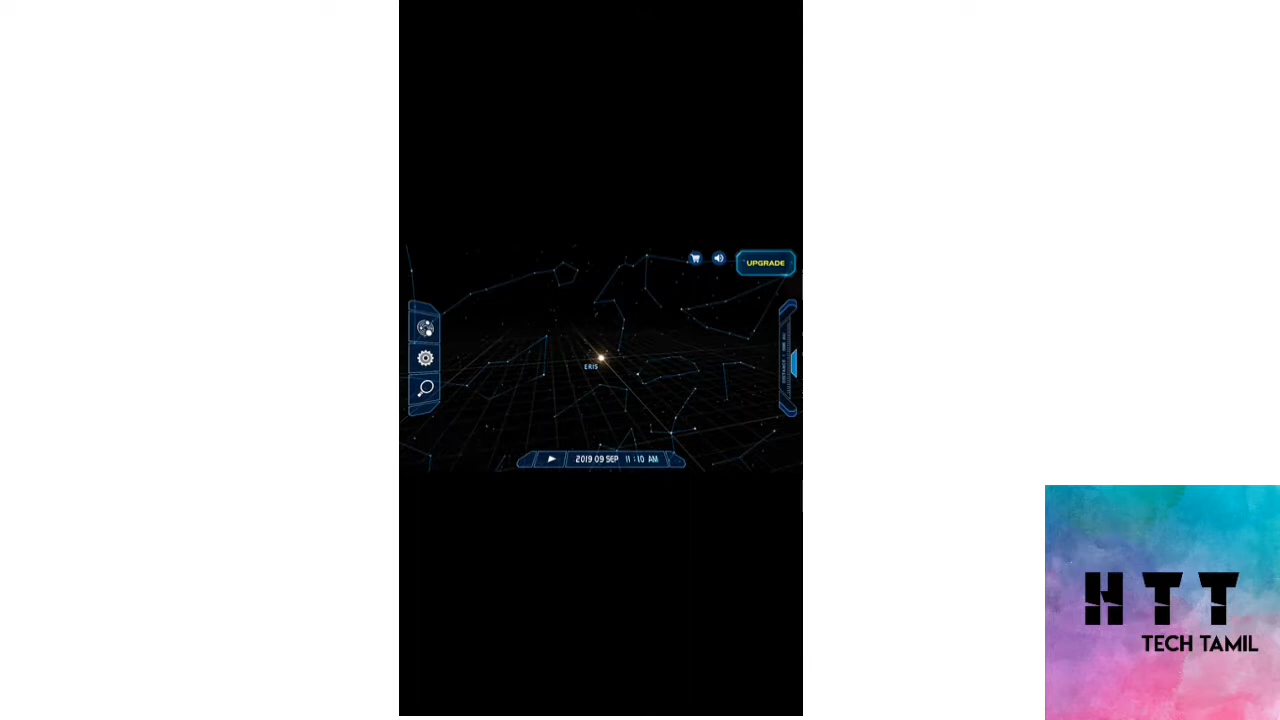 UPGRADE
ERIS
2019 09 SEP 11:10 AM
HTT
TECH TAMIL